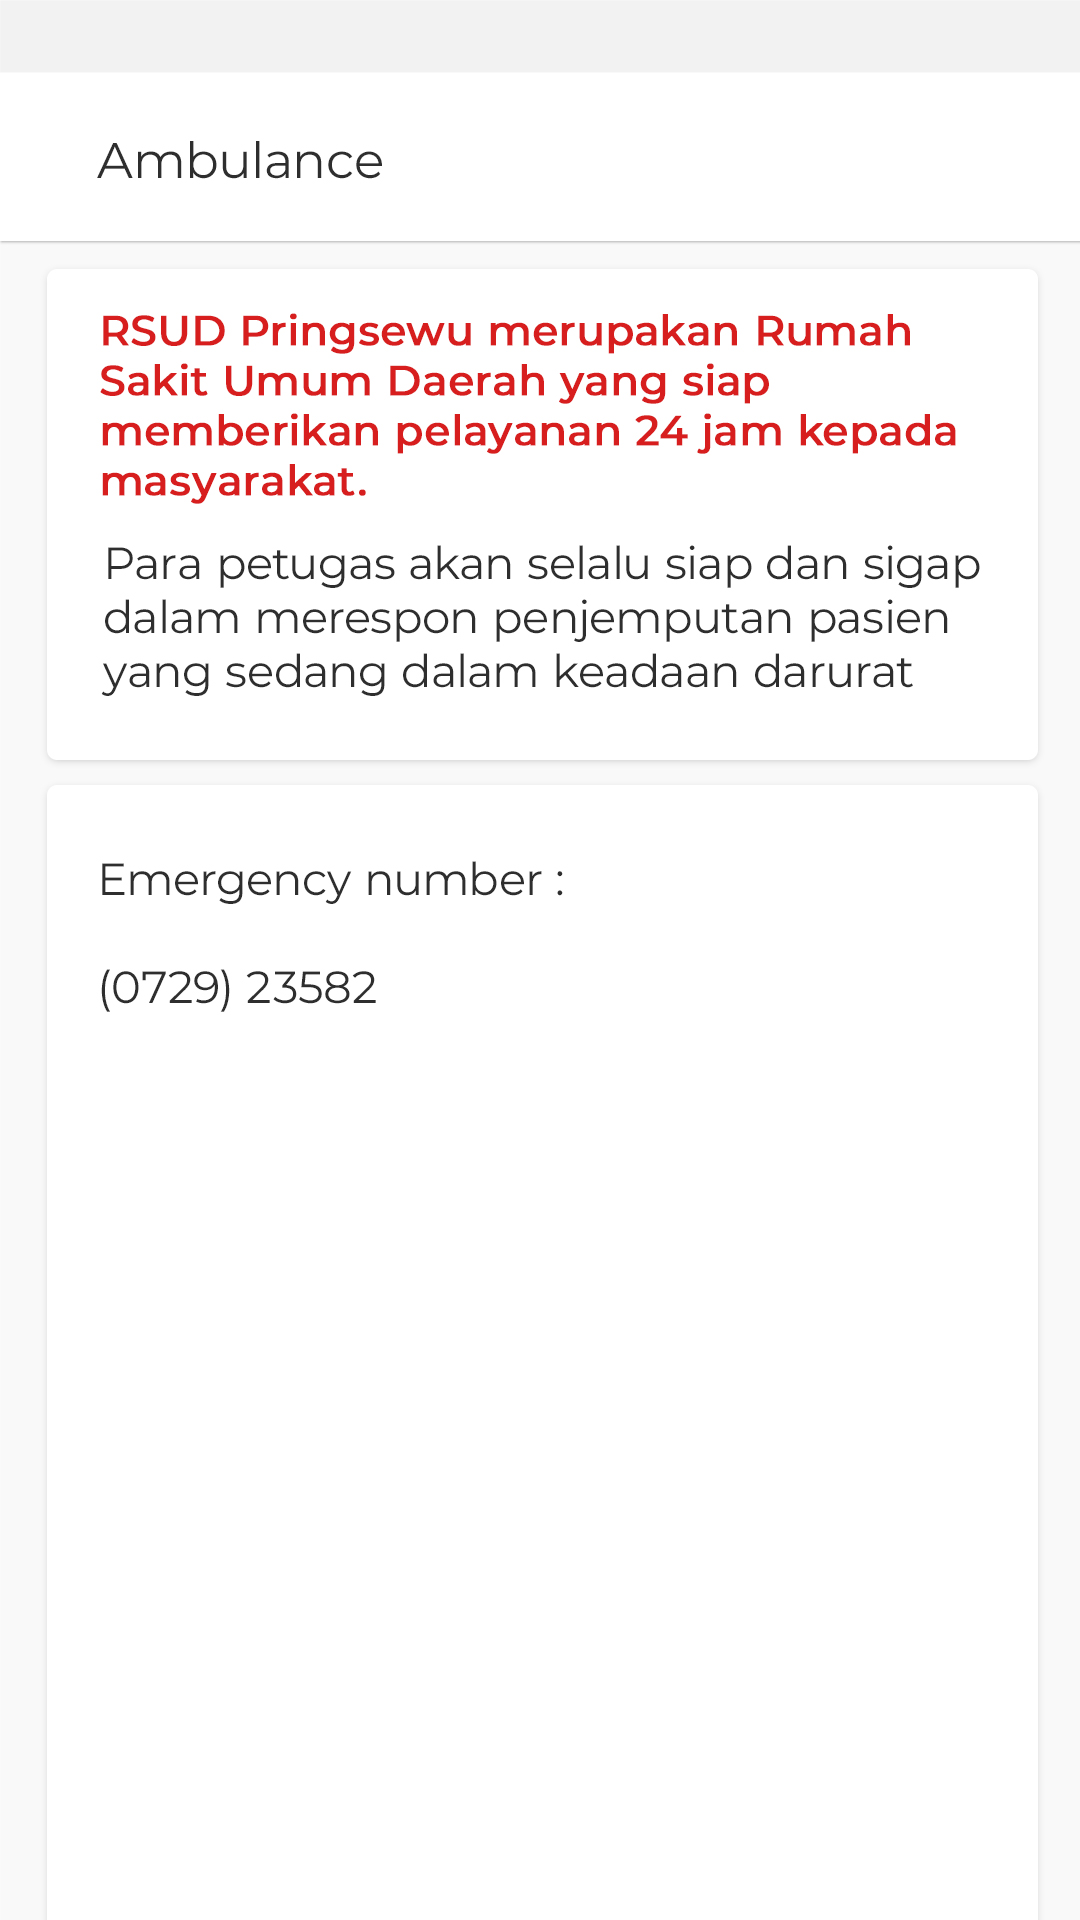 Ambulance
RSUD Pringsewu merupakan Rumah
Sakit Umum Daerah yang siap
memberikan pelayanan 24 jam kepada
masyarakat.
Para petugas akan selalu siap dan sigap
dalam merespon penjemputan pasien
yang sedang dalam keadaan darurat
Emergency number :
(0729) 23582